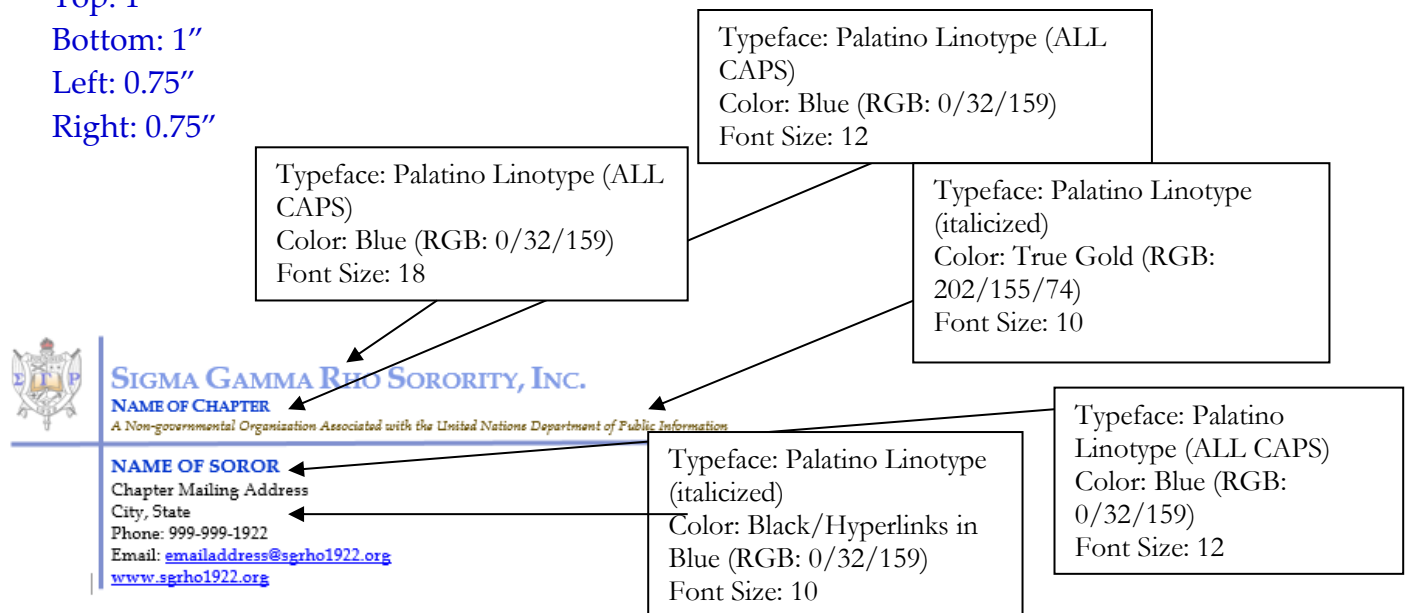 Top: 1"
Bottom: 1"
Left: 0.75"
Right: 0.75"
Typeface: Palatino Linotype (ALL
CAPS)
Color: Blue (RGB: 0/32/159)
Font Size: 12
Typeface: Palatino Linotype (ALL
CAPS)
Color: Blue (RGB: 0/32/159)
Font Size: 18
Typeface: Palatino Linotype
(italicized)
Color: True Gold (RGB:
202/155/74)
Font Size: 10
Σ Γ Ρ
SIGMA GAMMA RHO SORORITY, INC.
NAME OF CHAPTER
A Non-governmental Organization Associated with the United Nations Department of Public Information
NAME OF SOROR
Chapter Mailing Address
City, State
Phone: 999-999-1922
Email: emailaddress@sgrho1922.org
www.sgrho1922.org
Typeface: Palatino Linotype
(italicized)
Color: Black/Hyperlinks in
Blue (RGB: 0/32/159)
Font Size: 10
Typeface: Palatino
Linotype (ALL CAPS)
Color: Blue (RGB:
0/32/159)
Font Size: 12